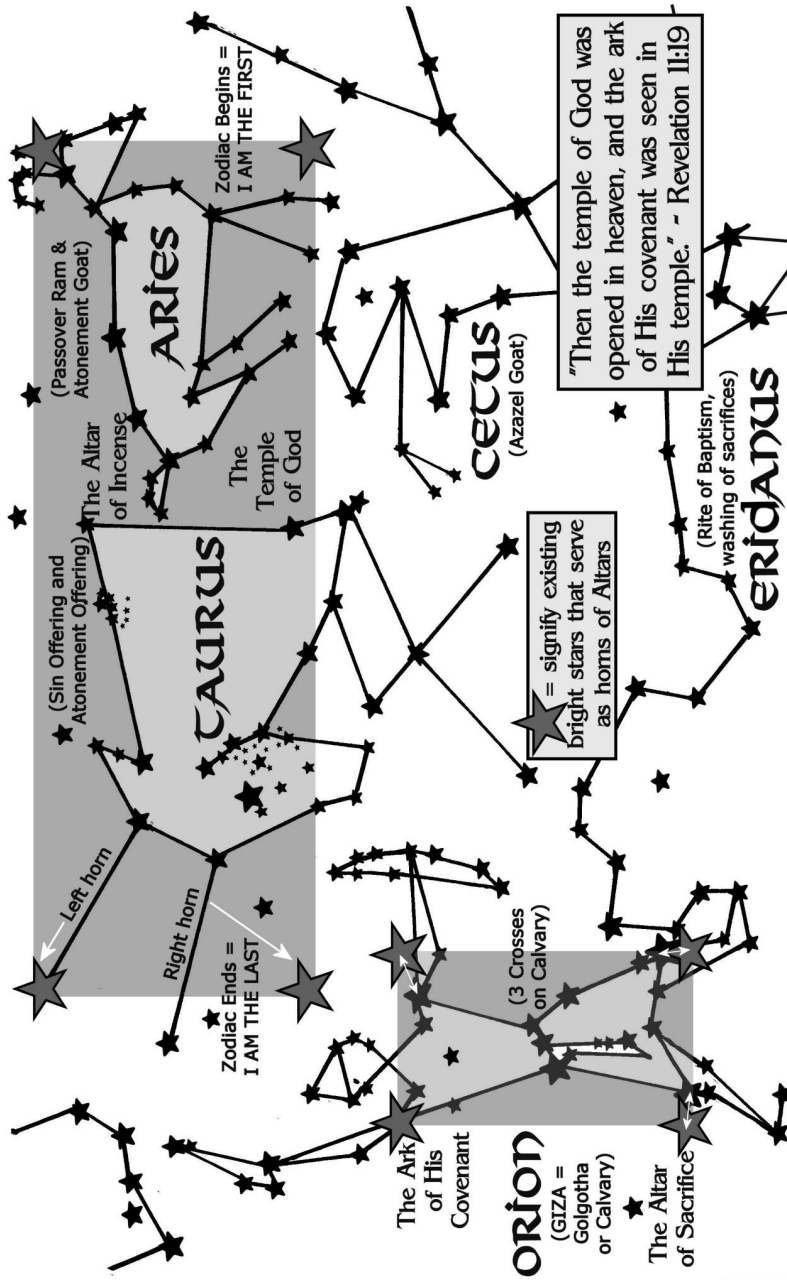 Left horn
Right horn
(Sin Offering and
Atonement Offering)
The Altar
of Incense
TAURUS
The
Temple
of God
(Passover Ram &
Atonement Goat)
ARIES
Zodiac Begins =
I AM THE FIRST
Zodiac Ends =
I AM THE LAST
The Ark
of His
Covenant
(3 Crosses
on Calvary)
ORION
(GIZA =
Golgotha
or Calvary)
The Altar
of Sacrifice
= signify existing
bright stars that serve
as horns of Altars
CETUS
(Azazel Goat)
(Rite of Baptism,
washing of sacrifices)
ERIDANUS
"Then the temple of God was
opened in heaven, and the ark
of His covenant was seen in
His temple." - Revelation 11:19